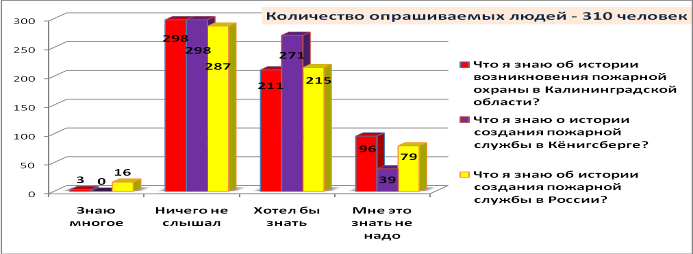 Количество опрашиваемых людей - 310 человек
300
250
200
150
100
50
0
298
298
287
271
211
215
96
79
39
3
0
16
Знаю
многое
Ничего не
слышал
Хотел бы
знать
Мне это
знать не
надо
Что я знаю об истории
возникновения пожарной
охраны в Калининградской
области?
Что я знаю о истории
создания пожарной
службы в Кёнигсберге?
Что я знаю об истории
создания пожарной
службы в России?